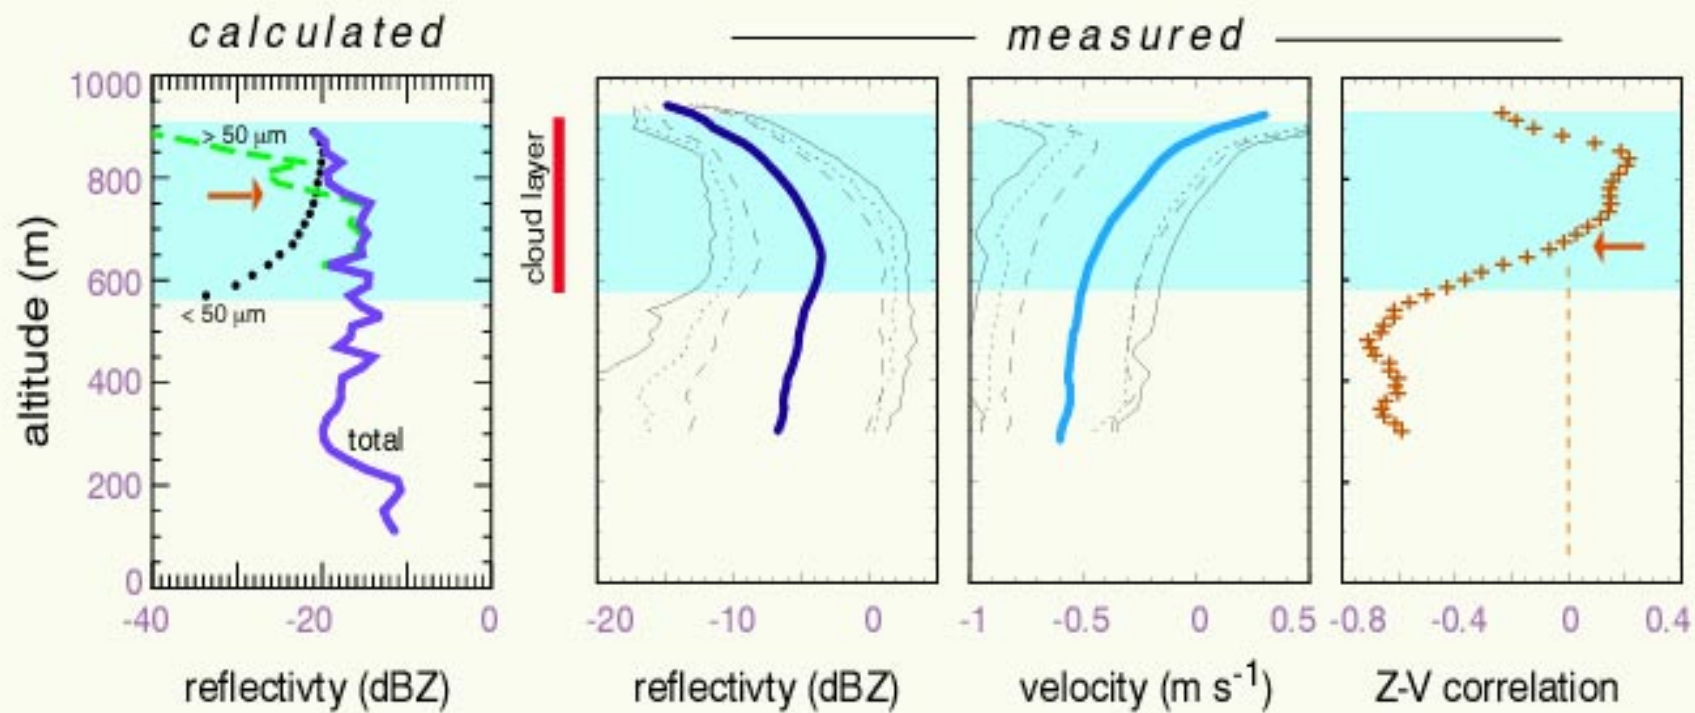 calculated
measured
1000
800
600
400
200
0
altitude (m)
> 50 μm
< 50 μm
total
-40
-20
0
reflectivty (dBZ)
cloud layer
-20
-10
0
reflectivty (dBZ)
-1
-0.5
0
0.5
velocity (m s⁻¹)
-0.8
-0.4
0
0.4
Z-V correlation